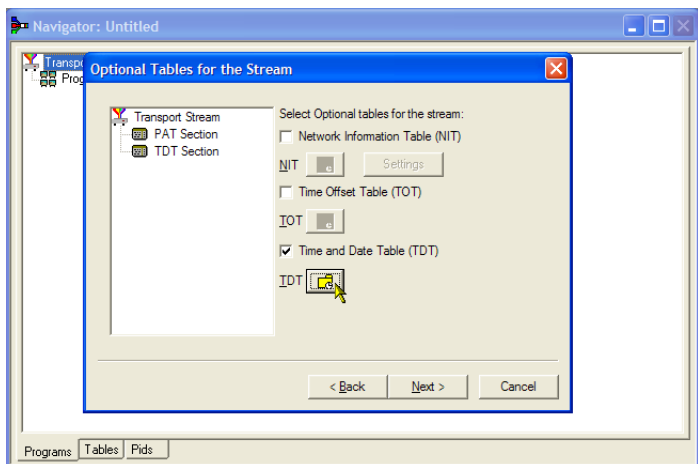 Navigator: Untitled
Optional Tables for the Stream
Transport Stream
PAT Section
TDT Section
Select Optional tables for the stream:
Network Information Table (NIT)
NIT
Settings
Time Offset Table (TOT)
TOT
Time and Date Table (TDT)
TDT
< Back
Next >
Cancel
Programs
Tables
Pids